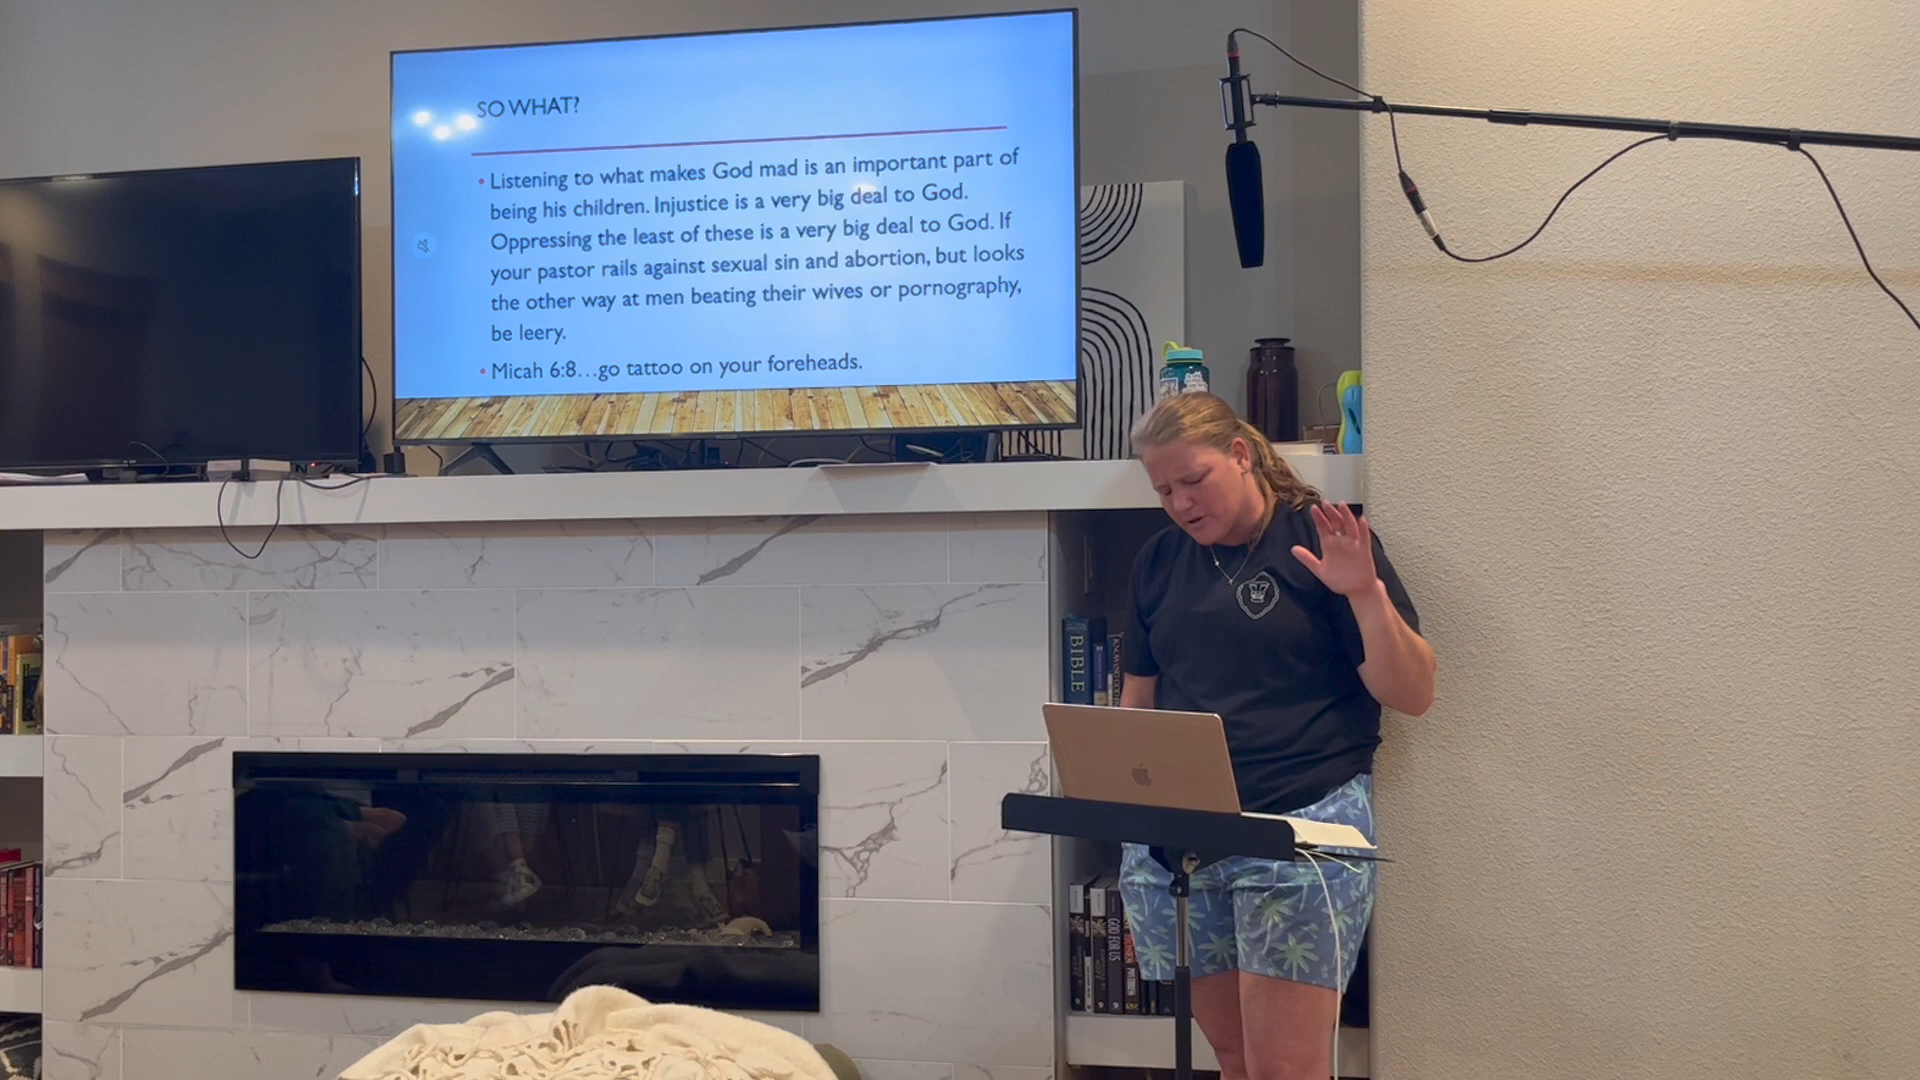 SO WHAT?
• Listening to what makes God mad is an important part of
being his children. Injustice is a very big deal to God.
Oppressing the least of these is a very big deal to God. If
your pastor rails against sexual sin and abortion, but looks
the other way at men beating their wives or pornography,
be leery.
• Micah 6:8...go tattoo on your foreheads.
BIBLE
GOD FOR US